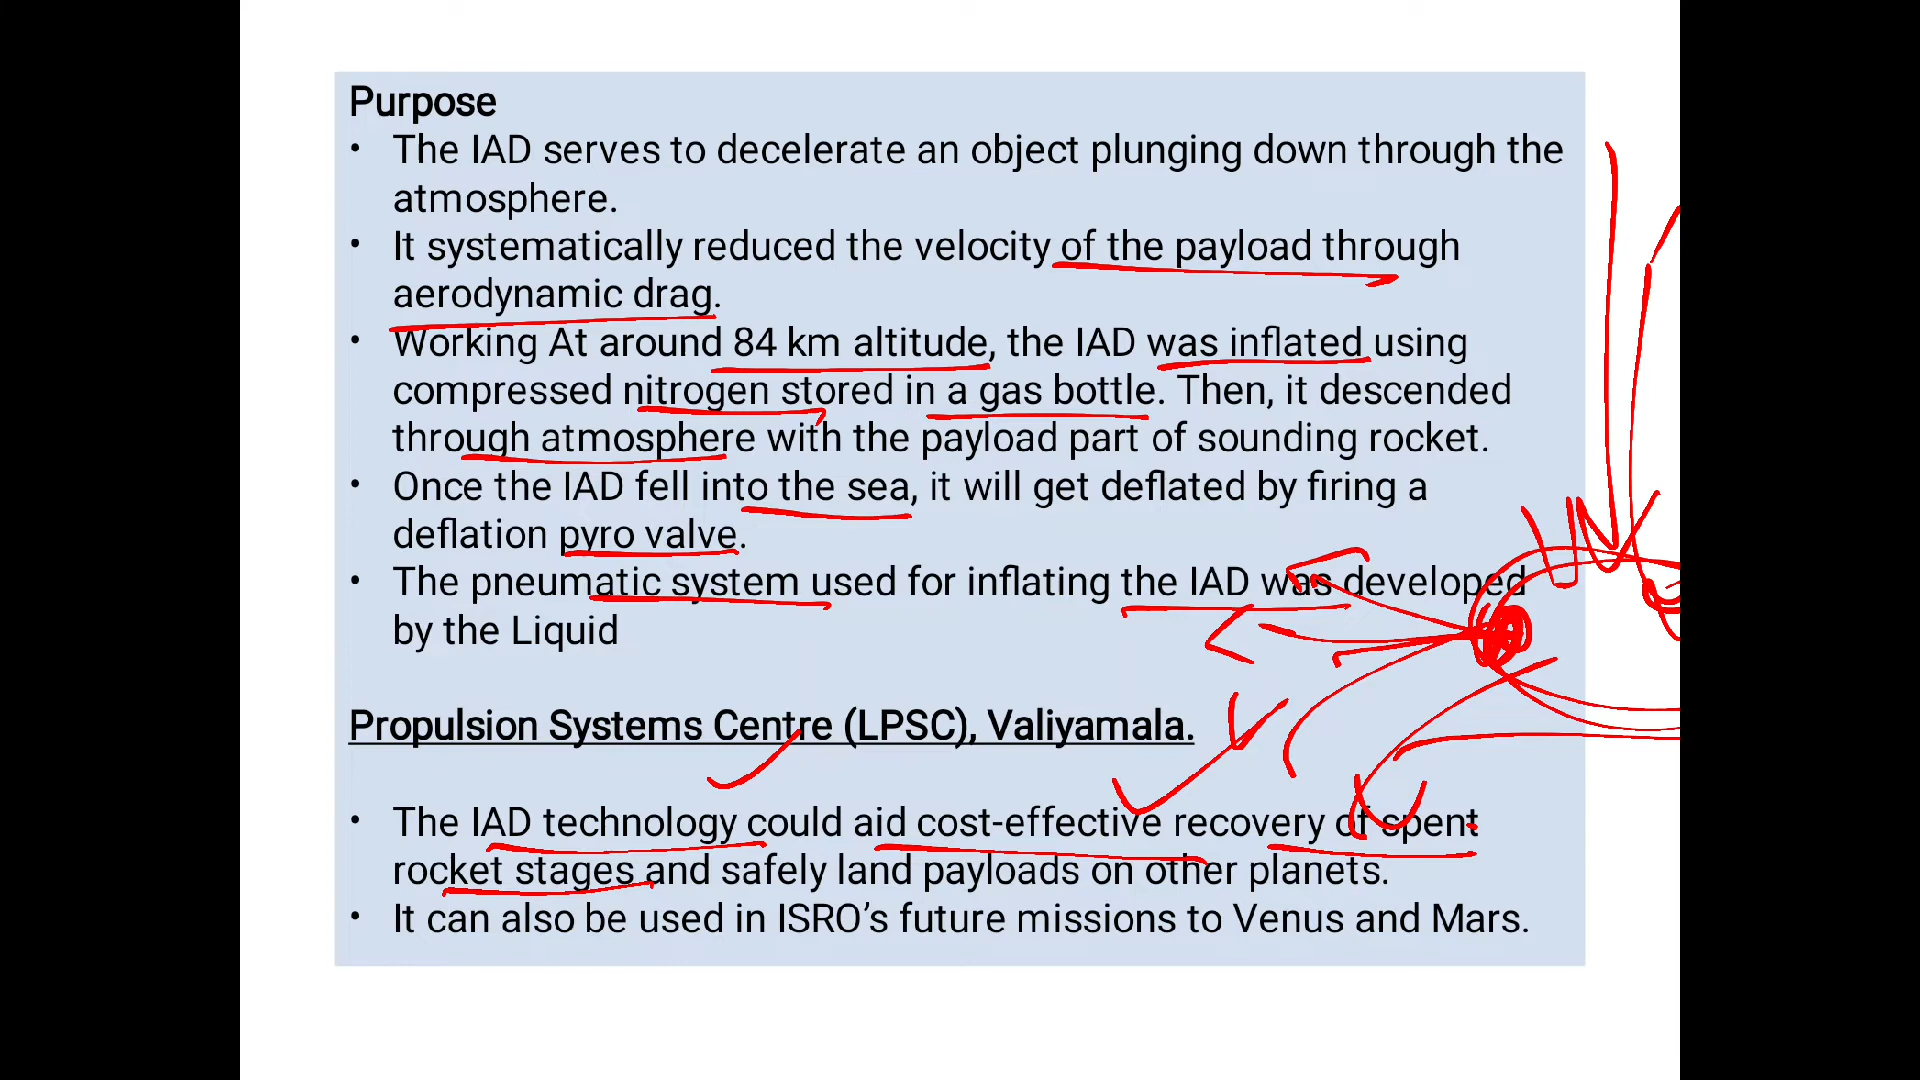 Purpose
• The IAD serves to decelerate an object plunging down through the
atmosphere.
• It systematically reduced the velocity of the payload through
aerodynamic drag.
• Working At around 84 km altitude, the IAD was inflated using
compressed nitrogen stored in a gas bottle. Then, it descended
through atmosphere with the payload part of sounding rocket.
• Once the IAD fell into the sea, it will get deflated by firing a
deflation pyro valve.
• The pneumatic system used for inflating the IAD was developed
by the Liquid
Propulsion Systems Centre (LPSC), Valiyamala.
• The IAD technology could aid cost-effective recovery of spent
rocket stages and safely land payloads on other planets.
• It can also be used in ISRO’s future missions to Venus and Mars.